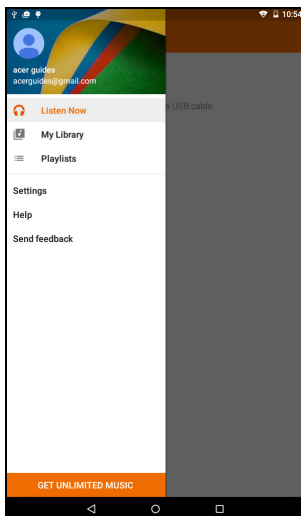 10:54
acer guides
acerguides@gmail.com
a USB cable.
Listen Now
My Library
Playlists
Settings
Help
Send feedback
GET UNLIMITED MUSIC